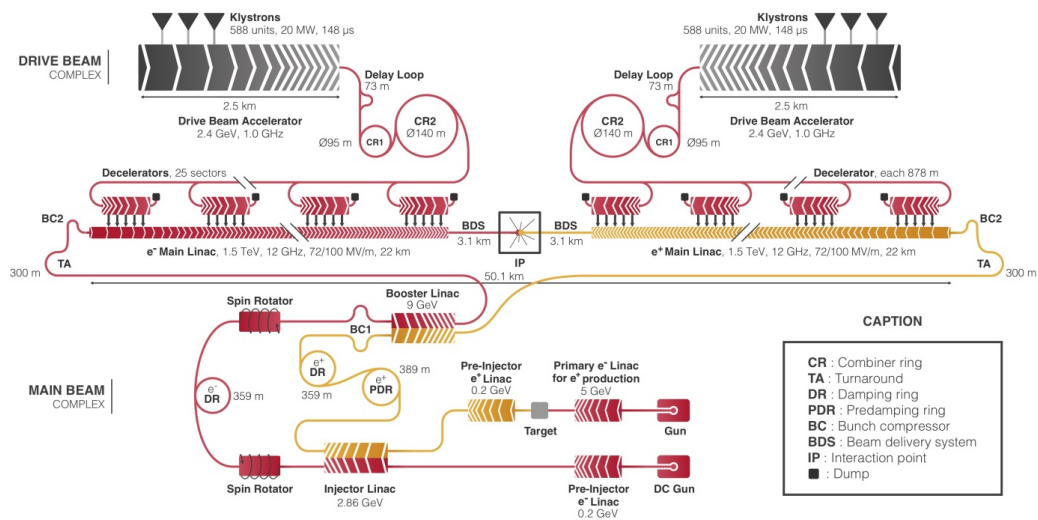 Klystrons
588 units, 20 MW, 148 µs
Klystrons
588 units, 20 MW, 148 µs
DRIVE BEAM
COMPLEX
Delay Loop
73 m
Delay Loop
73 m
2.5 km
2.5 km
Drive Beam Accelerator
2.4 GeV, 1.0 GHz
Drive Beam Accelerator
2.4 GeV, 1.0 GHz
CR2
Ø140 m
CR1
Ø95 m
CR2
Ø140 m
CR1
Ø95 m
Decelerators, 25 sectors
Decelerator, each 878 m
BC2
BDS
3.1 km
BDS
3.1 km
BC2
e⁻ Main Linac, 1.5 TeV, 12 GHz, 72/100 MV/m, 22 km
IP
e⁺ Main Linac, 1.5 TeV, 12 GHz, 72/100 MV/m, 22 km
TA
300 m
TA
300 m
50.1 km
Booster Linac
9 GeV
Spin Rotator
BC1
CAPTION
CR : Combiner ring
TA : Turnaround
DR : Damping ring
PDR : Predamping ring
BC : Bunch compressor
BDS : Beam delivery system
IP : Interaction point
: Dump
MAIN BEAM
COMPLEX
e⁻
DR
359 m
e⁺
DR
359 m
e⁺
PDR
389 m
Pre-Injector
e⁺ Linac
0.2 GeV
Primary e⁻ Linac
for e⁺ production
5 GeV
Target
Gun
Spin Rotator
Injector Linac
2.86 GeV
Pre-Injector
e⁻ Linac
0.2 GeV
DC Gun